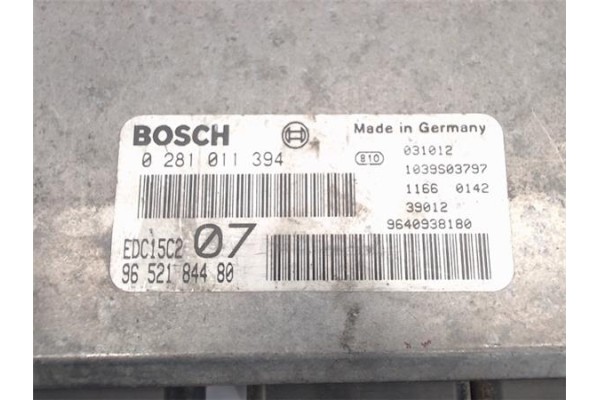 BOSCH
Made in Germany
0 281 011 394
810
031012
1039S03797
1166 0142
39012
9640938180
EDC15C2 07
96 521 844 80